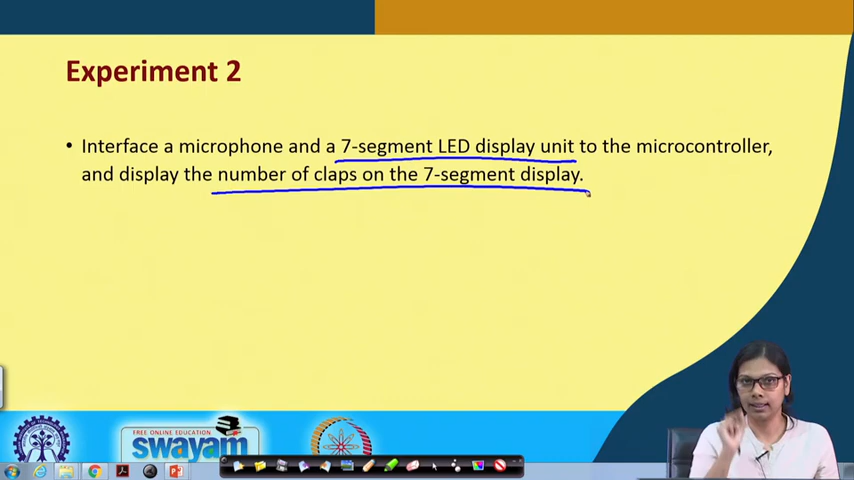 Experiment 2
• Interface a microphone and a 7-segment LED display unit to the microcontroller,
and display the number of claps on the 7-segment display.
FREE ONLINE EDUCATION
swayam